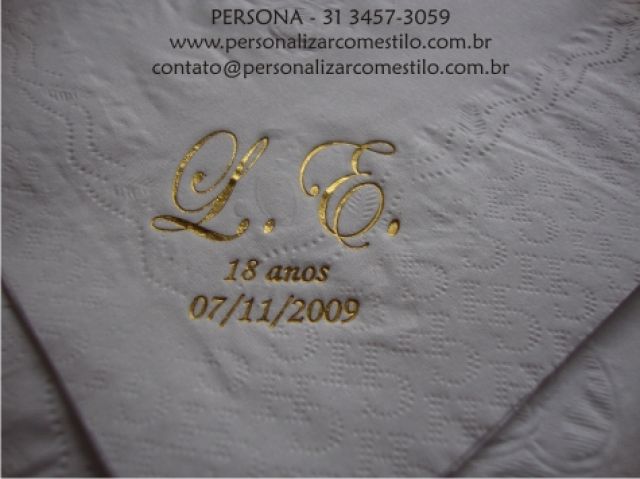 PERSONA - 31 3457-3059
www.personalizarcomestilo.com.br
contato@personalizarcomestilo.com.br
L. E.
18 anos
07/11/2009